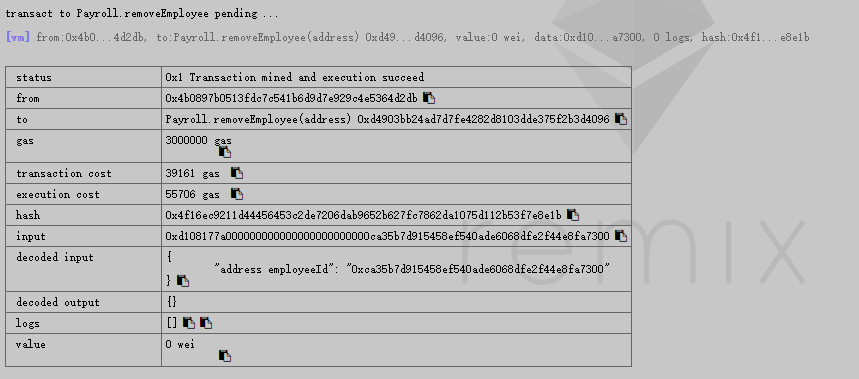 transact to Payroll.removeEmployee pending ...
[vm] from:0x4b0...4d2db, to:Payroll.removeEmployee(address) 0xd49...d4096, value:0 wei, data:0xd10...a7300, 0 logs, hash:0x4f1...e8e1b
status 0x1 Transaction mined and execution succeed
from 0x4b0897b0513fdc7c541b6d9d7e929c4e5364d2db
to Payroll.removeEmployee(address) 0xd4903bb24ad7d7fe4282d8103dde375f2b3d4096
gas 3000000 gas
transaction cost 39161 gas
execution cost 55706 gas
hash 0x4f16ec9211d44456453c2de7206dab9652b627fc7862da1075d112b53f7e8e1b
input 0xd108177a000000000000000000000000ca35b7d915458ef540ade6068dfe2f44e8fa7300
decoded input {
"address employeeId": "0xca35b7d915458ef540ade6068dfe2f44e8fa7300"
}
decoded output {}
logs []
value 0 wei
remix